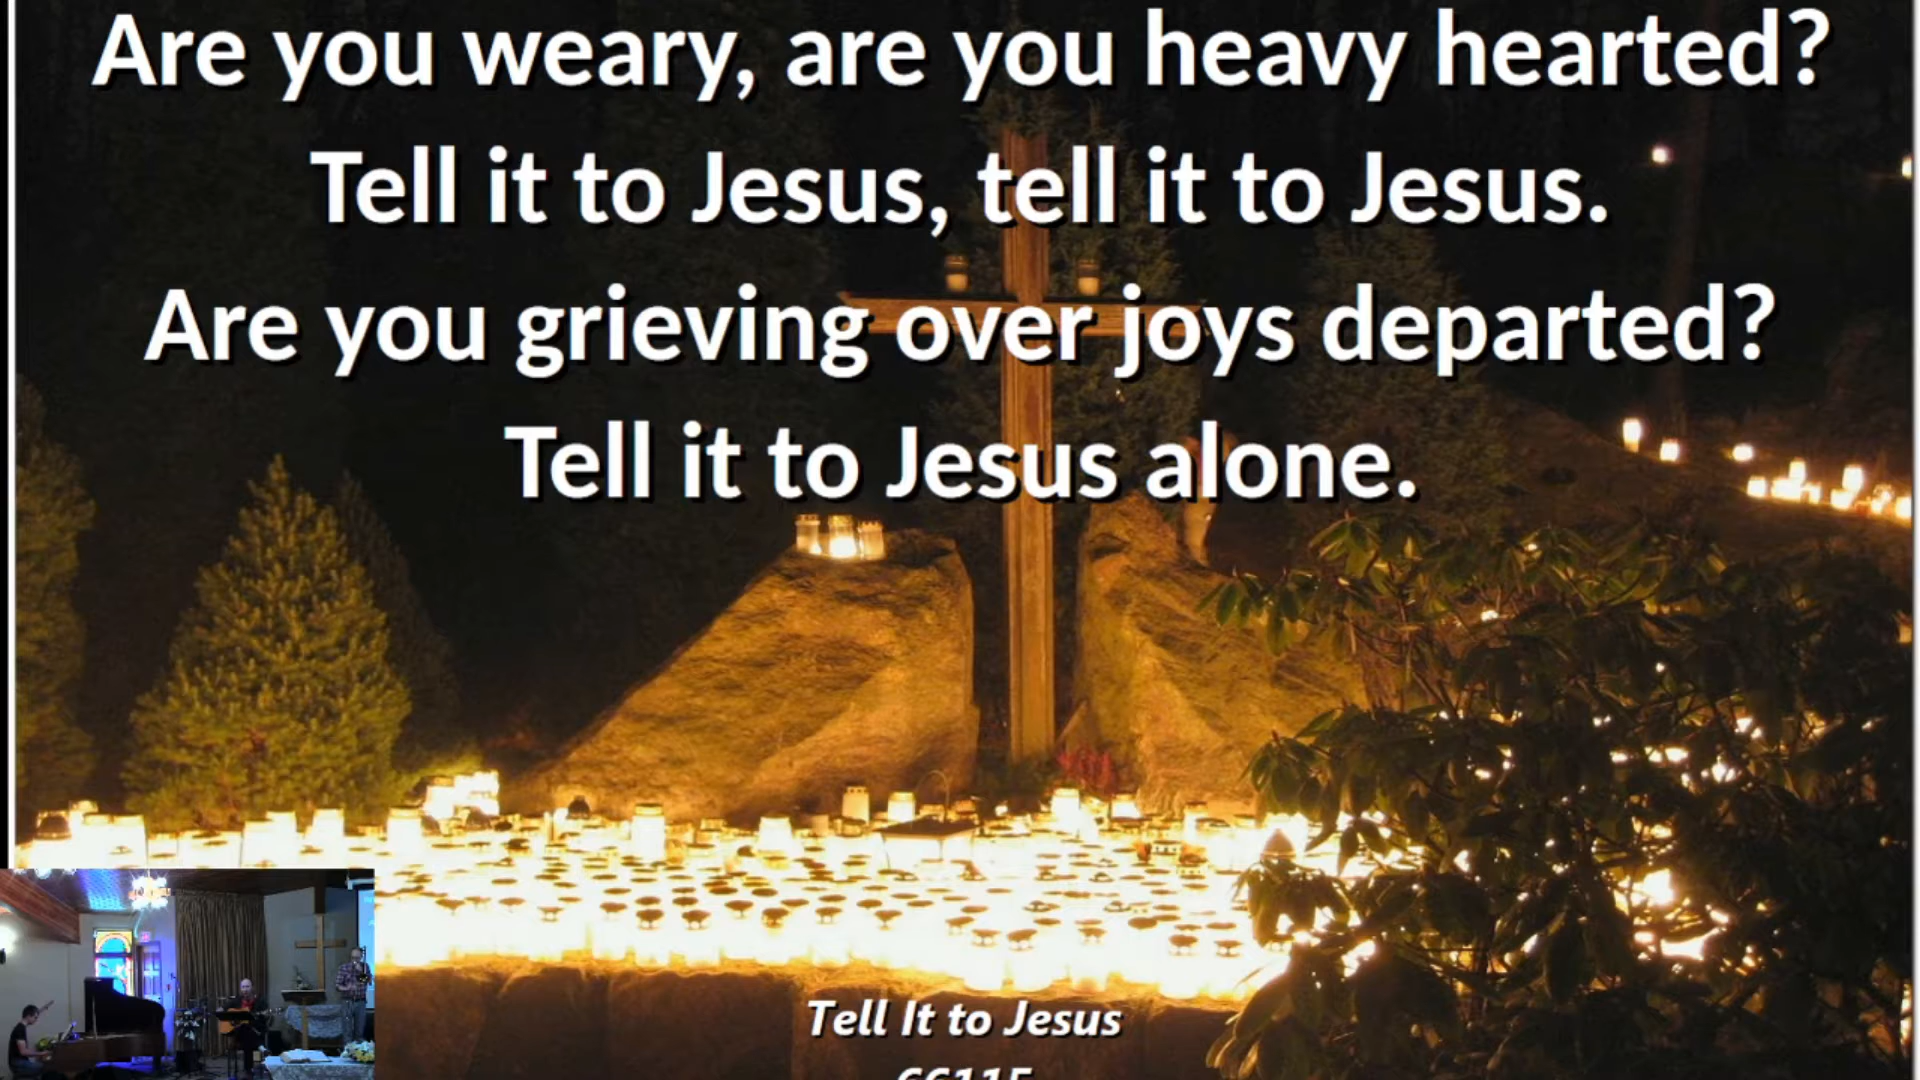 Are you weary, are you heavy hearted?
Tell it to Jesus, tell it to Jesus.
Are you grieving over joys departed?
Tell it to Jesus alone.
Tell It to Jesus